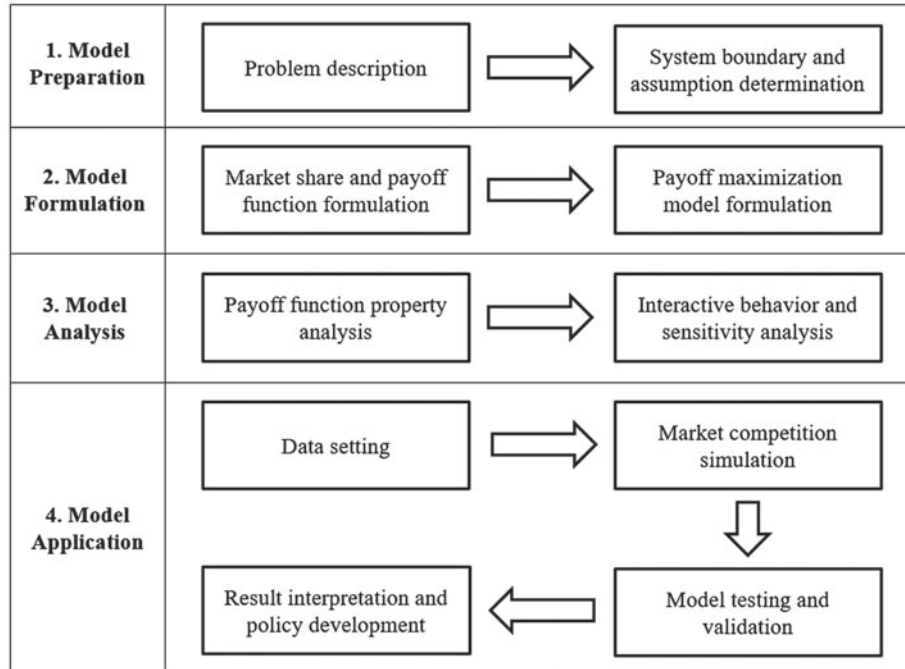 1. Model
Preparation
Problem description
System boundary and
assumption determination
2. Model
Formulation
Market share and payoff
function formulation
Payoff maximization
model formulation
3. Model
Analysis
Payoff function property
analysis
Interactive behavior and
sensitivity analysis
4. Model
Application
Data setting
Market competition
simulation
Result interpretation and
policy development
Model testing and
validation